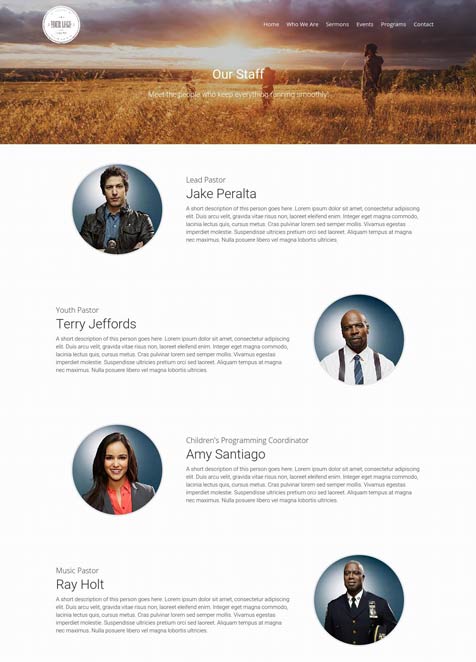 YOUR LOGO
Home Who We Are Sermons Events Programs Contact
Our Staff
Meet the people who keep everything running smoothly!
Lead Pastor
Jake Peralta
A short description of this person goes here. Lorem ipsum dolor sit amet, consectetur adipiscing
elit. Duis arcu velit, gravida vitae risus non, laoreet eleifend enim. Integer eget magna commodo,
lacinia lectus quis, cursus metus. Cras pulvinar lorem sed semper mollis. Vivamus semper
imperdiet molestie. Suspendisse ultricies pretium orci sed laoreet. Aliquam tempus at magna
nec maximus. Nulla posuere libero vel magna lobortis ultricies.
Youth Pastor
Terry Jeffords
A short description of this person goes here. Lorem ipsum dolor sit amet, consectetur adipiscing
elit. Duis arcu velit, gravida vitae risus non, laoreet eleifend enim. Integer eget magna commodo,
lacinia lectus quis, cursus metus. Cras pulvinar lorem sed semper mollis. Vivamus semper
imperdiet molestie. Suspendisse ultricies pretium orci sed laoreet. Aliquam tempus at magna
nec maximus. Nulla posuere libero vel magna lobortis ultricies.
Children's Programming Coordinator
Amy Santiago
A short description of this person goes here. Lorem ipsum dolor sit amet, consectetur adipiscing
elit. Duis arcu velit, gravida vitae risus non, laoreet eleifend enim. Integer eget magna commodo,
lacinia lectus quis, cursus metus. Cras pulvinar lorem sed semper mollis. Vivamus semper
imperdiet molestie. Suspendisse ultricies pretium orci sed laoreet. Aliquam tempus at magna
nec maximus. Nulla posuere libero vel magna lobortis ultricies.
Music Pastor
Ray Holt
A short description of this person goes here. Lorem ipsum dolor sit amet, consectetur adipiscing
elit. Duis arcu velit, gravida vitae risus non, laoreet eleifend enim. Integer eget magna commodo,
lacinia lectus quis, cursus metus. Cras pulvinar lorem sed semper mollis. Vivamus semper
imperdiet molestie. Suspendisse ultricies pretium orci sed laoreet. Aliquam tempus at magna
nec maximus. Nulla posuere libero vel magna lobortis ultricies.